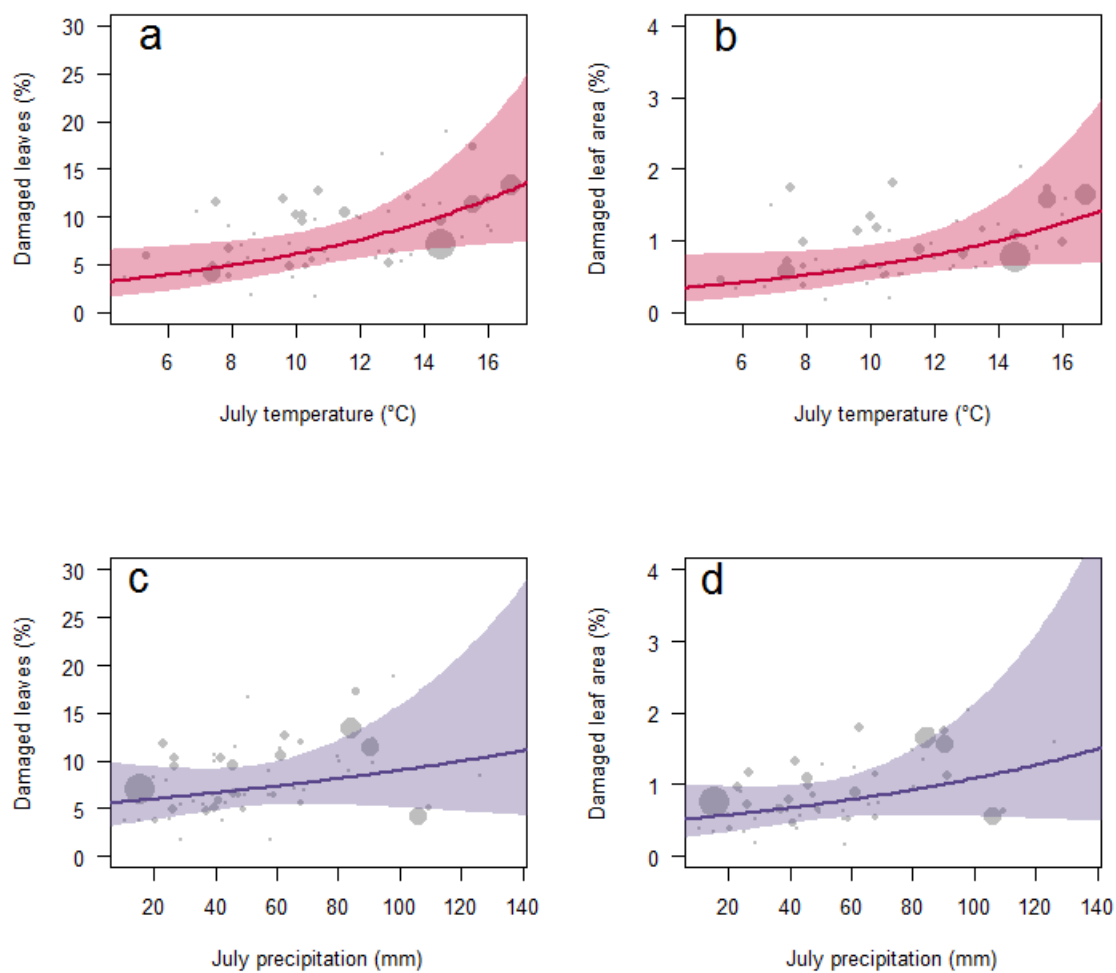 a
Damaged leaves (%)
30
25
20
15
10
5
0
6 8 10 12 14 16
July temperature (°C)
b
Damaged leaf area (%)
4
3
2
1
0
6 8 10 12 14 16
July temperature (°C)
c
Damaged leaves (%)
30
25
20
15
10
5
0
20 40 60 80 100 120 140
July precipitation (mm)
d
Damaged leaf area (%)
4
3
2
1
0
20 40 60 80 100 120 140
July precipitation (mm)